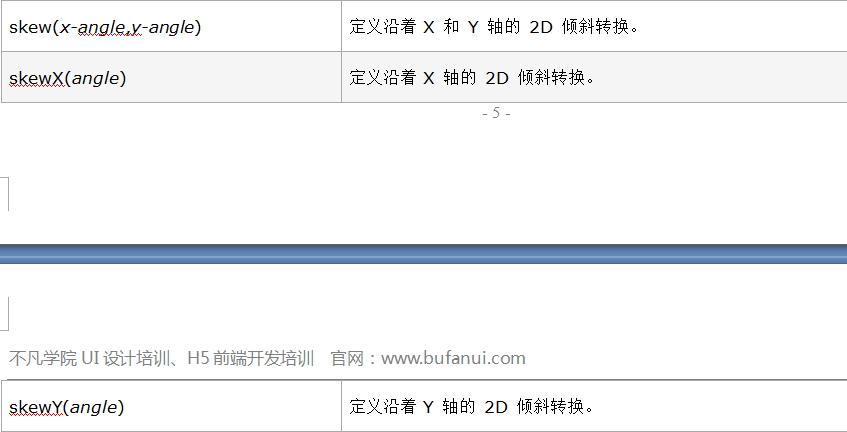 skew(x-angle,y-angle) 定义沿着 X 和 Y 轴的 2D 倾斜转换。
skewX(angle) 定义沿着 X 轴的 2D 倾斜转换。
- 5 -
不凡学院 UI 设计培训、H5 前端开发培训 官网：www.bufanui.com
skewY(angle) 定义沿着 Y 轴的 2D 倾斜转换。